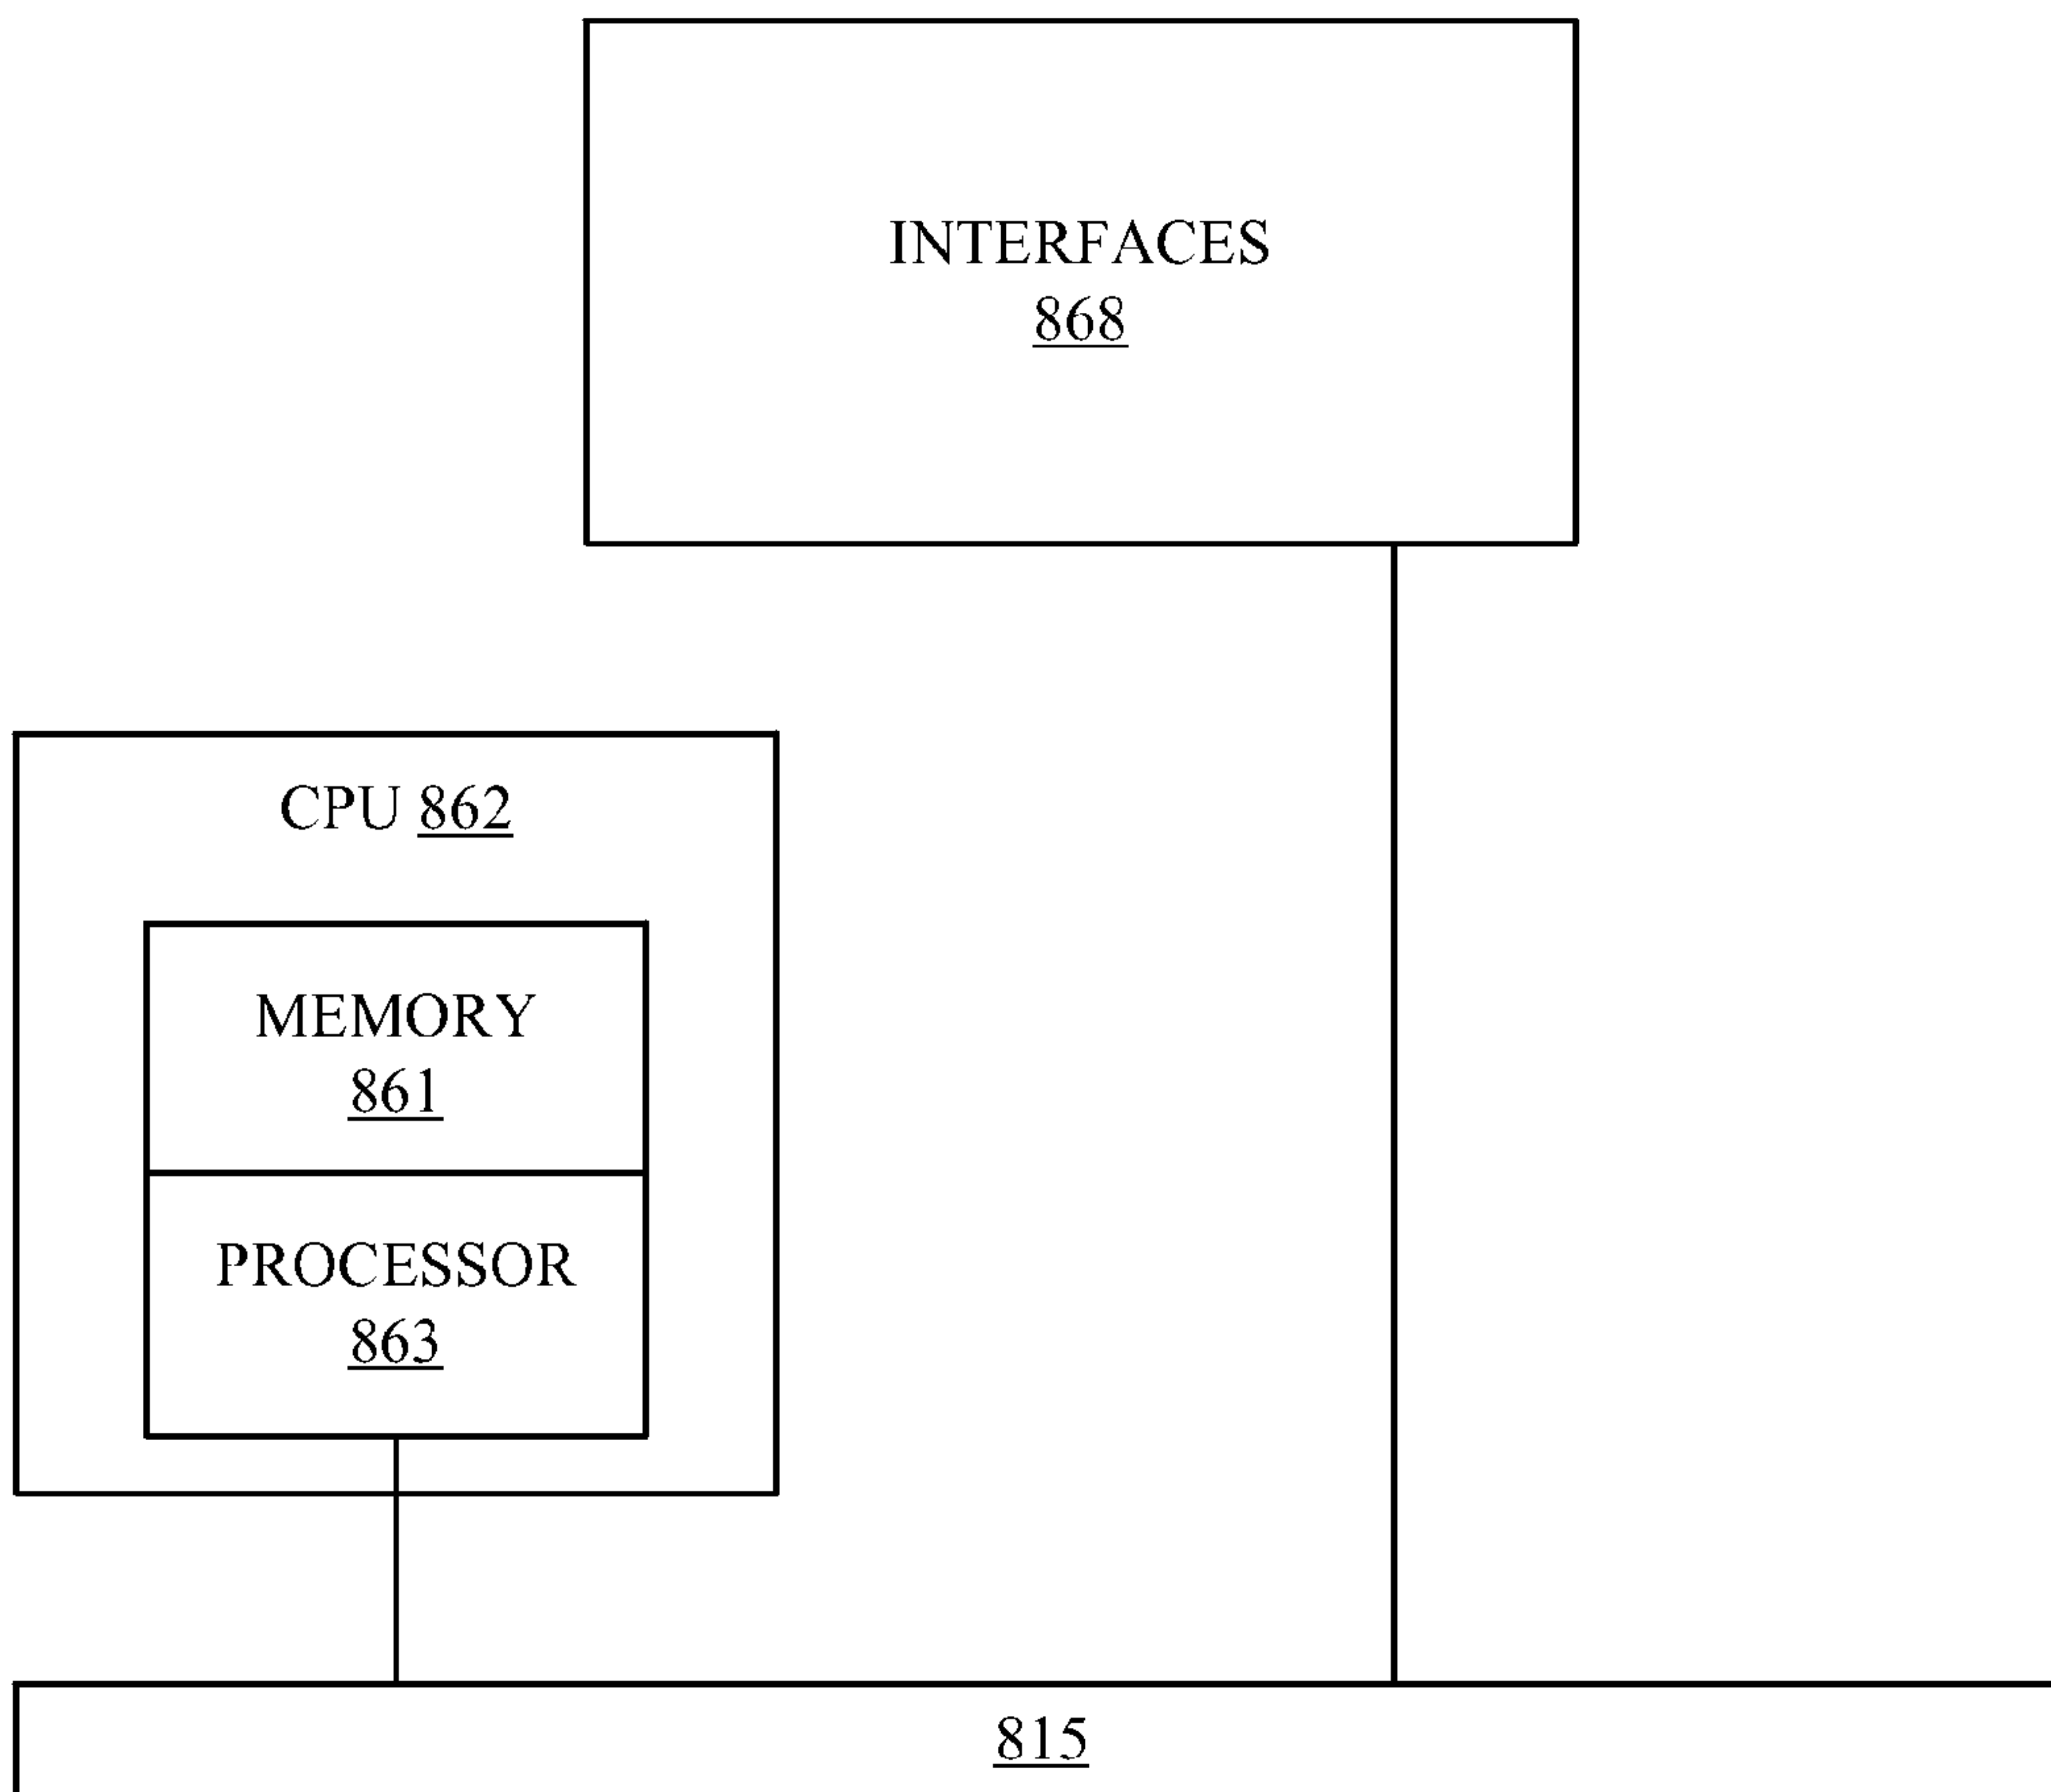 INTERFACES
868
CPU 862
MEMORY
861
PROCESSOR
863
815